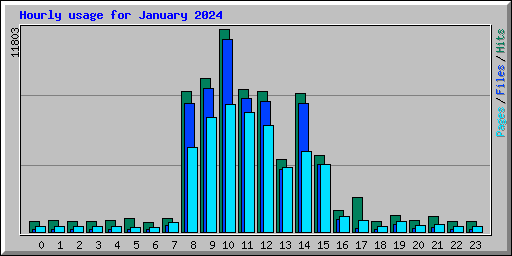 Hourly usage for January 2024
11803
Pages/Files/Hits
0 1 2 3 4 5 6 7 8 9 10 11 12 13 14 15 16 17 18 19 20 21 22 23